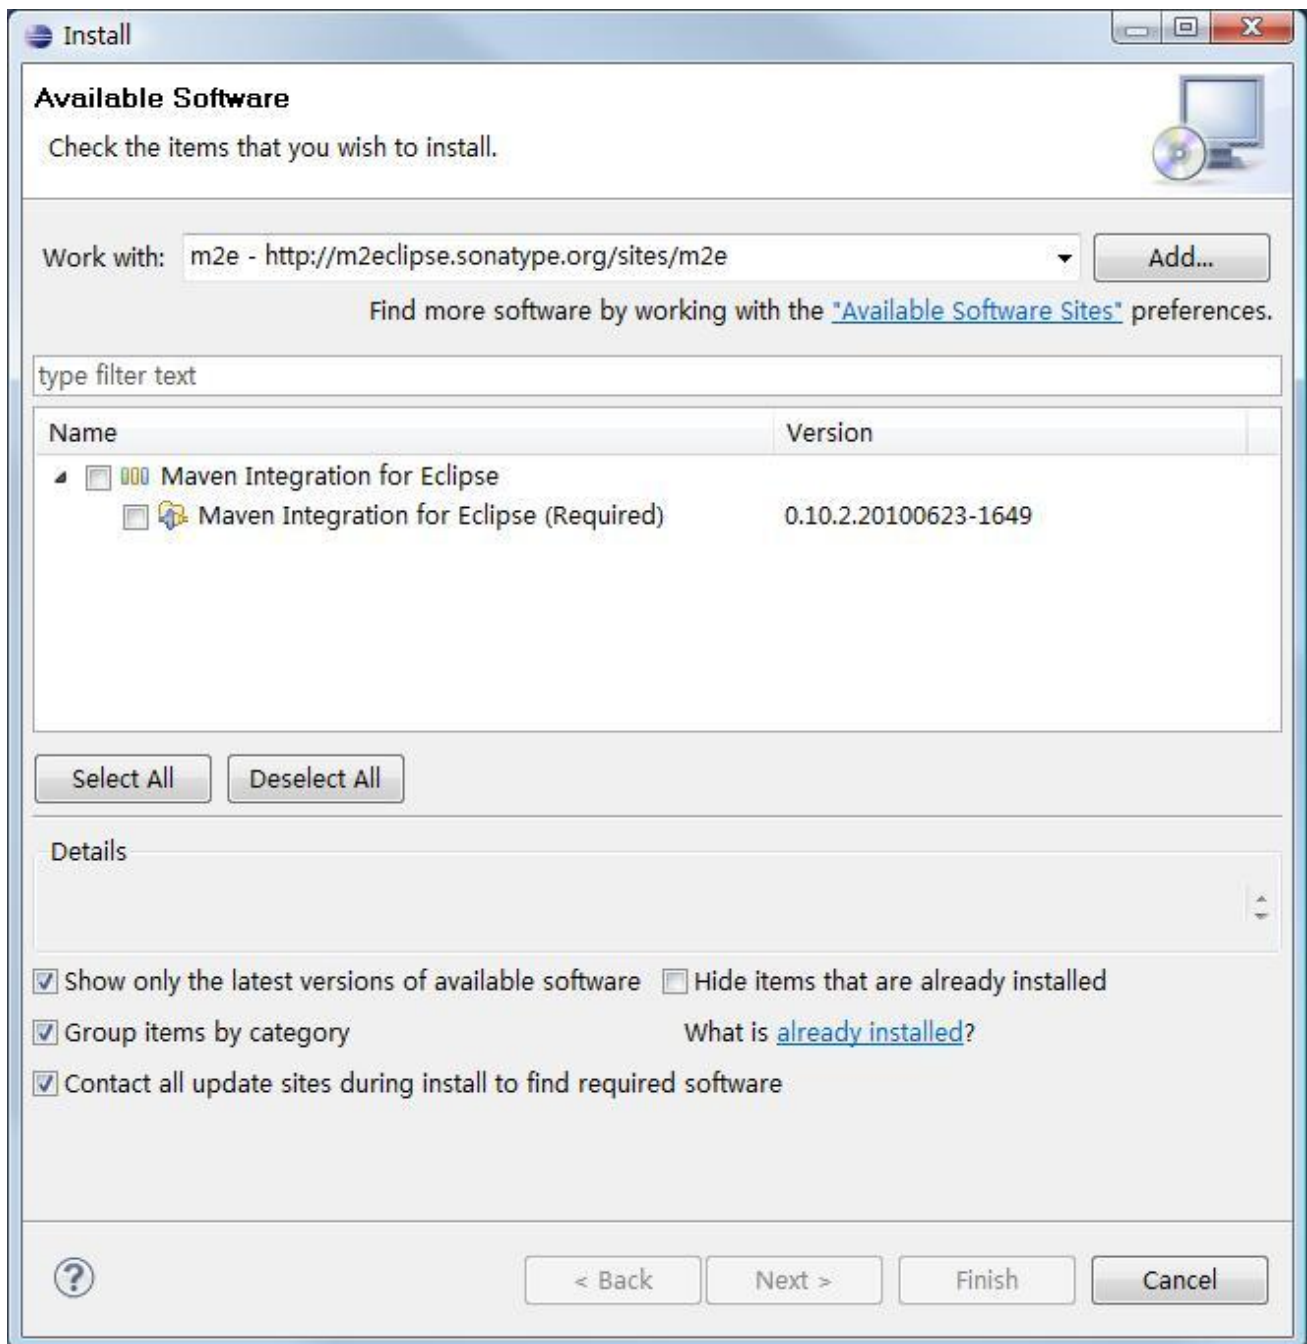 Install
Available Software
Check the items that you wish to install.
Work with: m2e - http://m2eclipse.sonatype.org/sites/m2e Add...
Find more software by working with the "Available Software Sites" preferences.
type filter text
Name Version
Maven Integration for Eclipse
Maven Integration for Eclipse (Required) 0.10.2.20100623-1649
Select All Deselect All
Details
Show only the latest versions of available software Hide items that are already installed
Group items by category What is already installed?
Contact all update sites during install to find required software
? < Back Next > Finish Cancel